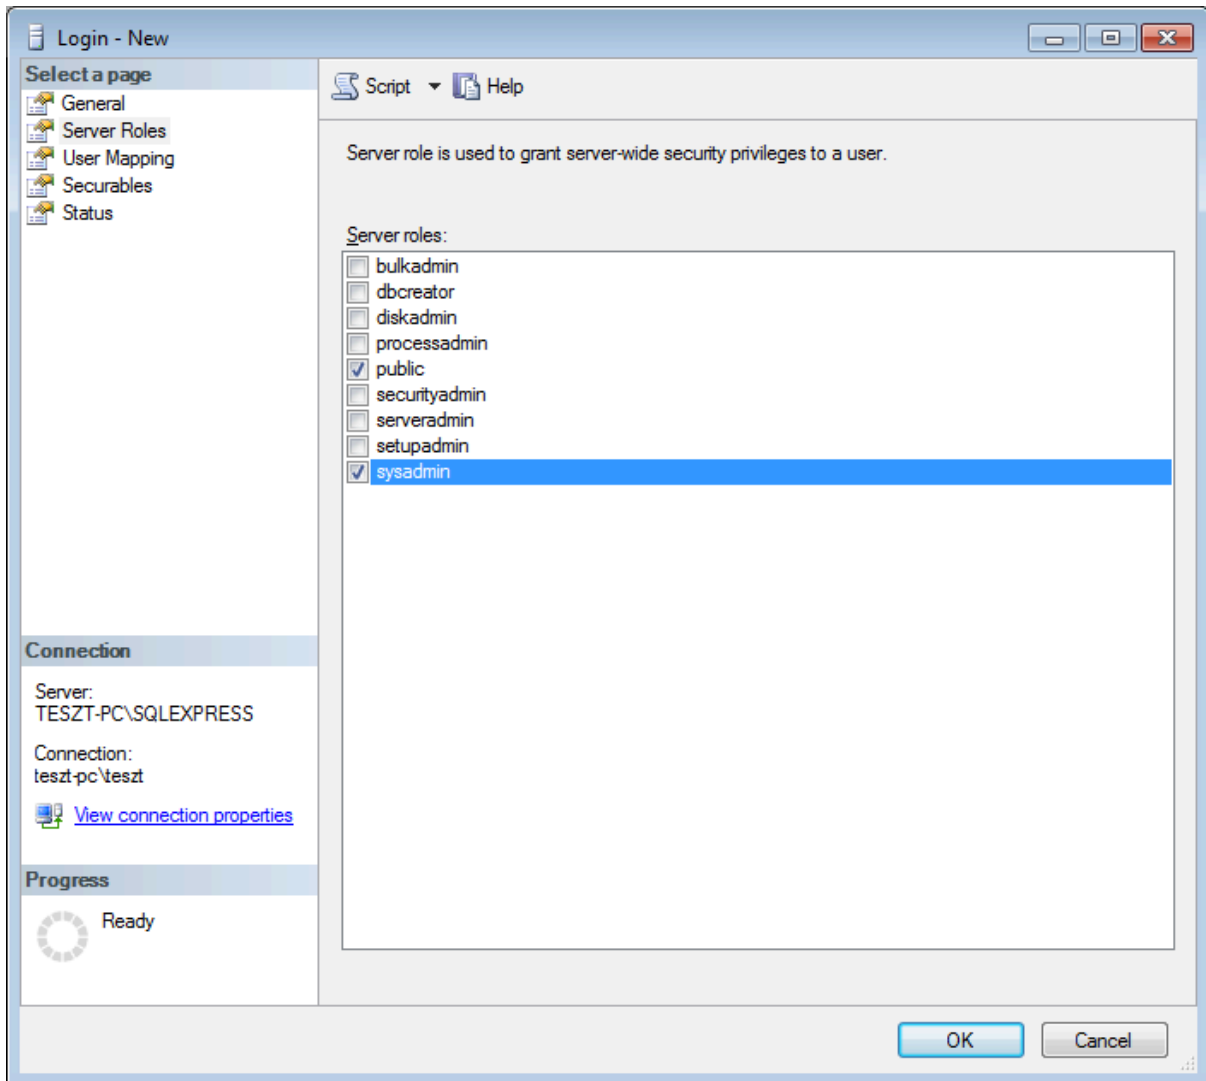 Login - New
Select a page
General
Server Roles
User Mapping
Securables
Status
Script
Help
Server role is used to grant server-wide security privileges to a user.
Server roles:
bulkadmin
dbcreator
diskadmin
processadmin
public
securityadmin
serveradmin
setupadmin
sysadmin
Connection
Server:
TESZT-PC\SQLEXPRESS
Connection:
teszt-pc\teszt
View connection properties
Progress
Ready
OK
Cancel